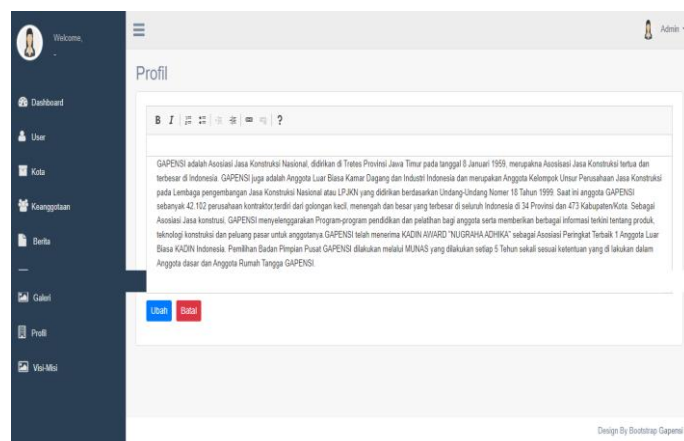 Welcome,
-
Admin
Profil
Dashboard
User
Kota
Keanggotaan
Berita
Galeri
Profil
Visi-Misi
B I ?
GAPENSI adalah Asosiasi Jasa Konstruksi Nasional, didirikan di Tretes Provinsi Jawa Timur pada tanggal 8 Januari 1959, merupakna Asosisasi Jasa Konstruksi tertua dan
terbesar di Indonesia. GAPENSI juga adalah Anggota Luar Biasa Kamar Dagang dan Industri Indonesia dan merupakan Anggota Kelompok Unsur Perusahaan Jasa Konstruksi
pada Lembaga pengembangan Jasa Konstruksi Nasional atau LPJKN yang didirikan berdasarkan Undang-Undang Nomer 18 Tahun 1999. Saat ini anggota GAPENSI
sebanyak 42.102 perusahaan kontraktor,terdiri dari golongan kecil, menengah dan besar yang terbesar di seluruh Indonesia di 34 Provinsi dan 473 Kabupaten/Kota. Sebagai
Asosiasi Jasa konstrusi, GAPENSI menyelenggarakan Program-program pendidikan dan pelatihan bagi anggota serta memberikan berbagai informasi terkini tentang produk,
teknologi konstruksi dan peluang pasar untuk anggotanya.GAPENSI telah menerima KADIN AWARD "NUGRAHA ADHIKA" sebagai Asosiasi Peringkat Terbaik 1 Anggota Luar
Biasa KADIN Indonesia. Pemilihan Badan Pimpian Pusat GAPENSI dilakukan melalui MUNAS yang dilakukan setiap 5 Tehun sekali sesuai ketentuan yang di lakukan dalam
Anggota dasar dan Anggota Rumah Tangga GAPENSI.
Ubah Batal
Design By Bootstrap Gapensi